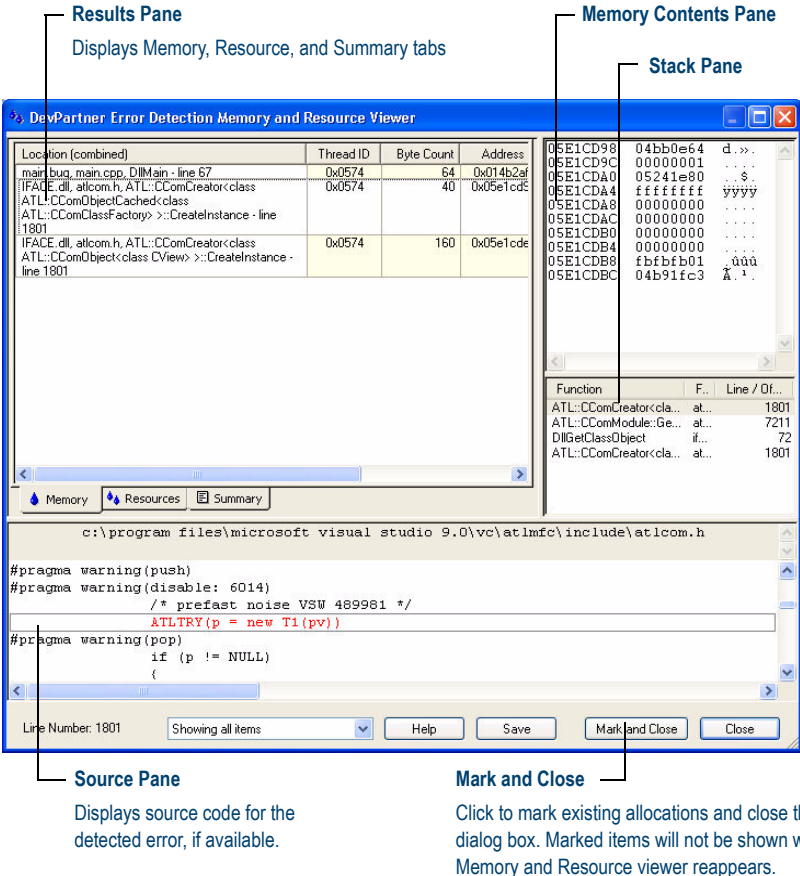 Results Pane
Displays Memory, Resource, and Summary tabs
Memory Contents Pane
Stack Pane
DevPartner Error Detection Memory and Resource Viewer
Location (combined) Thread ID Byte Count Address
main.bug, main.cpp, DllMain - line 67 0x0574 64 0x014b2af
IFACE.dll, atlcom.h, ATL::CComCreator<class 0x0574 40 0x05e1cd9
ATL::CComObjectCached<class
ATL::CComClassFactory> >::CreateInstance - line
1801
IFACE.dll, atlcom.h, ATL::CComCreator<class 0x0574 160 0x05e1cde
ATL::CComObject<class CView> >::CreateInstance -
line 1801
05E1CD98 04bb0e64 d.».
05E1CD9C 00000001 ....
05E1CDA0 05241e80 ..$.
05E1CDA4 ffffffff ÿÿÿÿ
05E1CDA8 00000000 ....
05E1CDAC 00000000 ....
05E1CDB0 00000000 ....
05E1CDB4 00000000 ....
05E1CDB8 fbfbfb01 .ûûû
05E1CDBC 04b91fc3 Ã.¹.
Function F.. Line / Of...
ATL::CComCreator<cla... at... 1801
ATL::CComModule::Ge... at... 7211
DllGetClassObject if... 72
ATL::CComCreator<cla... at... 1801
Memory Resources Summary
c:\program files\microsoft visual studio 9.0\vc\atlmfc\include\atlcom.h
#pragma warning(push)
#pragma warning(disable: 6014)
/* prefast noise VSW 489981 */
ATLTRY(p = new T1(pv))
#pragma warning(pop)
if (p != NULL)
{
Line Number: 1801 Showing all items Help Save Mark and Close Close
Source Pane
Displays source code for the
detected error, if available.
Mark and Close
Click to mark existing allocations and close th
dialog box. Marked items will not be shown w
Memory and Resource viewer reappears.